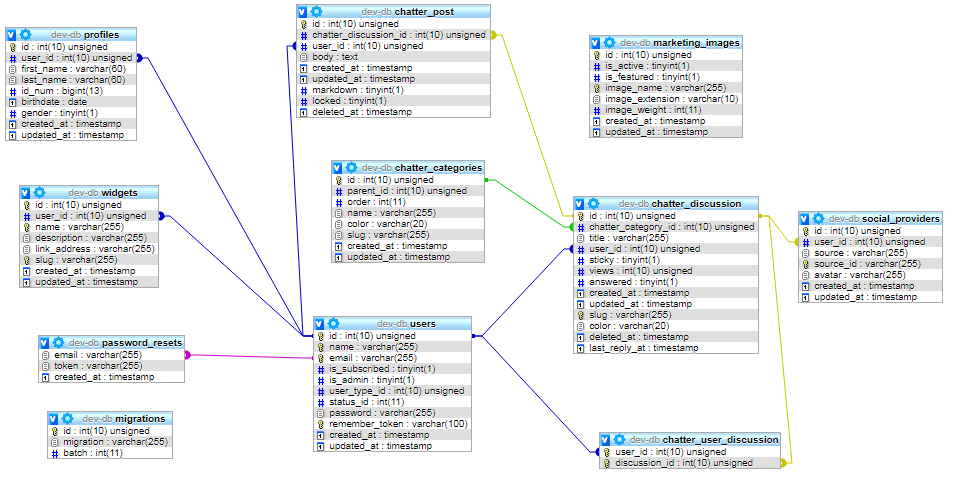 dev-db profiles
id : int(10) unsigned
user_id : int(10) unsigned
first_name : varchar(60)
last_name : varchar(60)
id_num : bigint(13)
birthdate : date
gender : tinyint(1)
created_at : timestamp
updated_at : timestamp
dev-db chatter_post
id : int(10) unsigned
chatter_discussion_id : int(10) unsigned
user_id : int(10) unsigned
body : text
created_at : timestamp
updated_at : timestamp
markdown : tinyint(1)
locked : tinyint(1)
deleted_at : timestamp
dev-db marketing_images
id : int(10) unsigned
is_active : tinyint(1)
is_featured : tinyint(1)
image_name : varchar(255)
image_extension : varchar(10)
image_weight : int(11)
created_at : timestamp
updated_at : timestamp
dev-db widgets
id : int(10) unsigned
user_id : int(10) unsigned
name : varchar(255)
description : varchar(255)
link_address : varchar(255)
slug : varchar(255)
created_at : timestamp
updated_at : timestamp
dev-db chatter_categories
id : int(10) unsigned
parent_id : int(10) unsigned
order : int(11)
name : varchar(255)
color : varchar(20)
slug : varchar(255)
created_at : timestamp
updated_at : timestamp
dev-db chatter_discussion
id : int(10) unsigned
chatter_category_id : int(10) unsigned
title : varchar(255)
user_id : int(10) unsigned
sticky : tinyint(1)
views : int(10) unsigned
answered : tinyint(1)
created_at : timestamp
updated_at : timestamp
slug : varchar(255)
color : varchar(20)
deleted_at : timestamp
last_reply_at : timestamp
dev-db social_providers
id : int(10) unsigned
user_id : int(10) unsigned
source : varchar(255)
source_id : varchar(255)
avatar : varchar(255)
created_at : timestamp
updated_at : timestamp
dev-db password_resets
email : varchar(255)
token : varchar(255)
created_at : timestamp
dev-db users
id : int(10) unsigned
name : varchar(255)
email : varchar(255)
is_subscribed : tinyint(1)
is_admin : tinyint(1)
user_type_id : int(10) unsigned
status_id : int(11)
password : varchar(255)
remember_token : varchar(100)
created_at : timestamp
updated_at : timestamp
dev-db migrations
id : int(10) unsigned
migration : varchar(255)
batch : int(11)
dev-db chatter_user_discussion
user_id : int(10) unsigned
discussion_id : int(10) unsigned